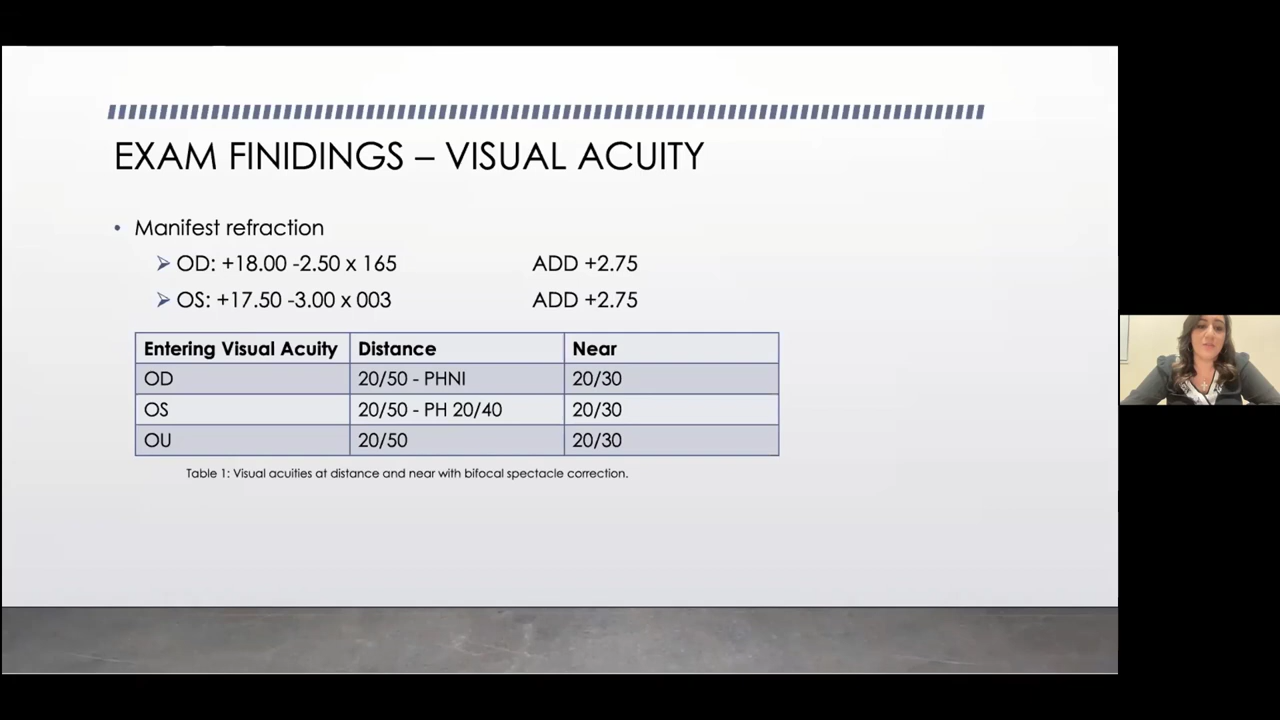 EXAM FINIDINGS – VISUAL ACUITY
• Manifest refraction
➢ OD: +18.00 -2.50 x 165 ADD +2.75
➢ OS: +17.50 -3.00 x 003 ADD +2.75
Entering Visual Acuity Distance Near
OD 20/50 - PHNI 20/30
OS 20/50 - PH 20/40 20/30
OU 20/50 20/30
Table 1: Visual acuities at distance and near with bifocal spectacle correction.